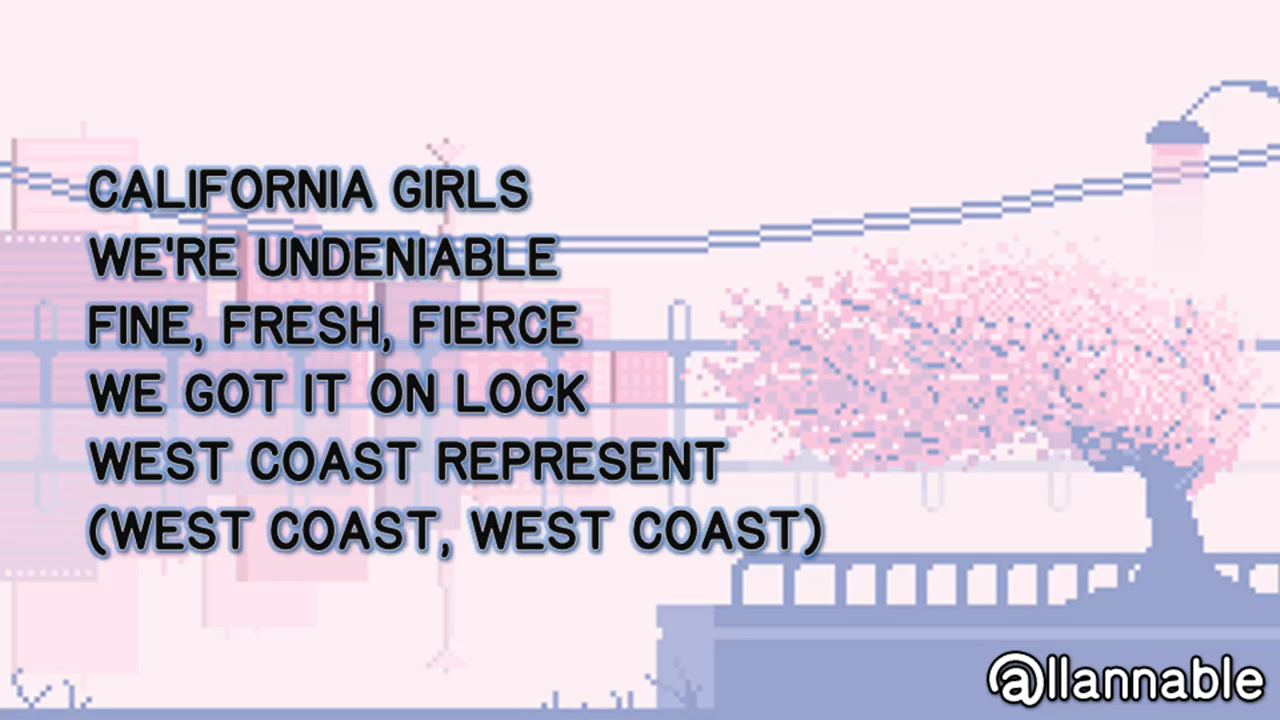 CALIFORNIA GIRLS
WE'RE UNDENIABLE
FINE, FRESH, FIERCE
WE GOT IT ON LOCK
WEST COAST REPRESENT
(WEST COAST, WEST COAST)
@llannable